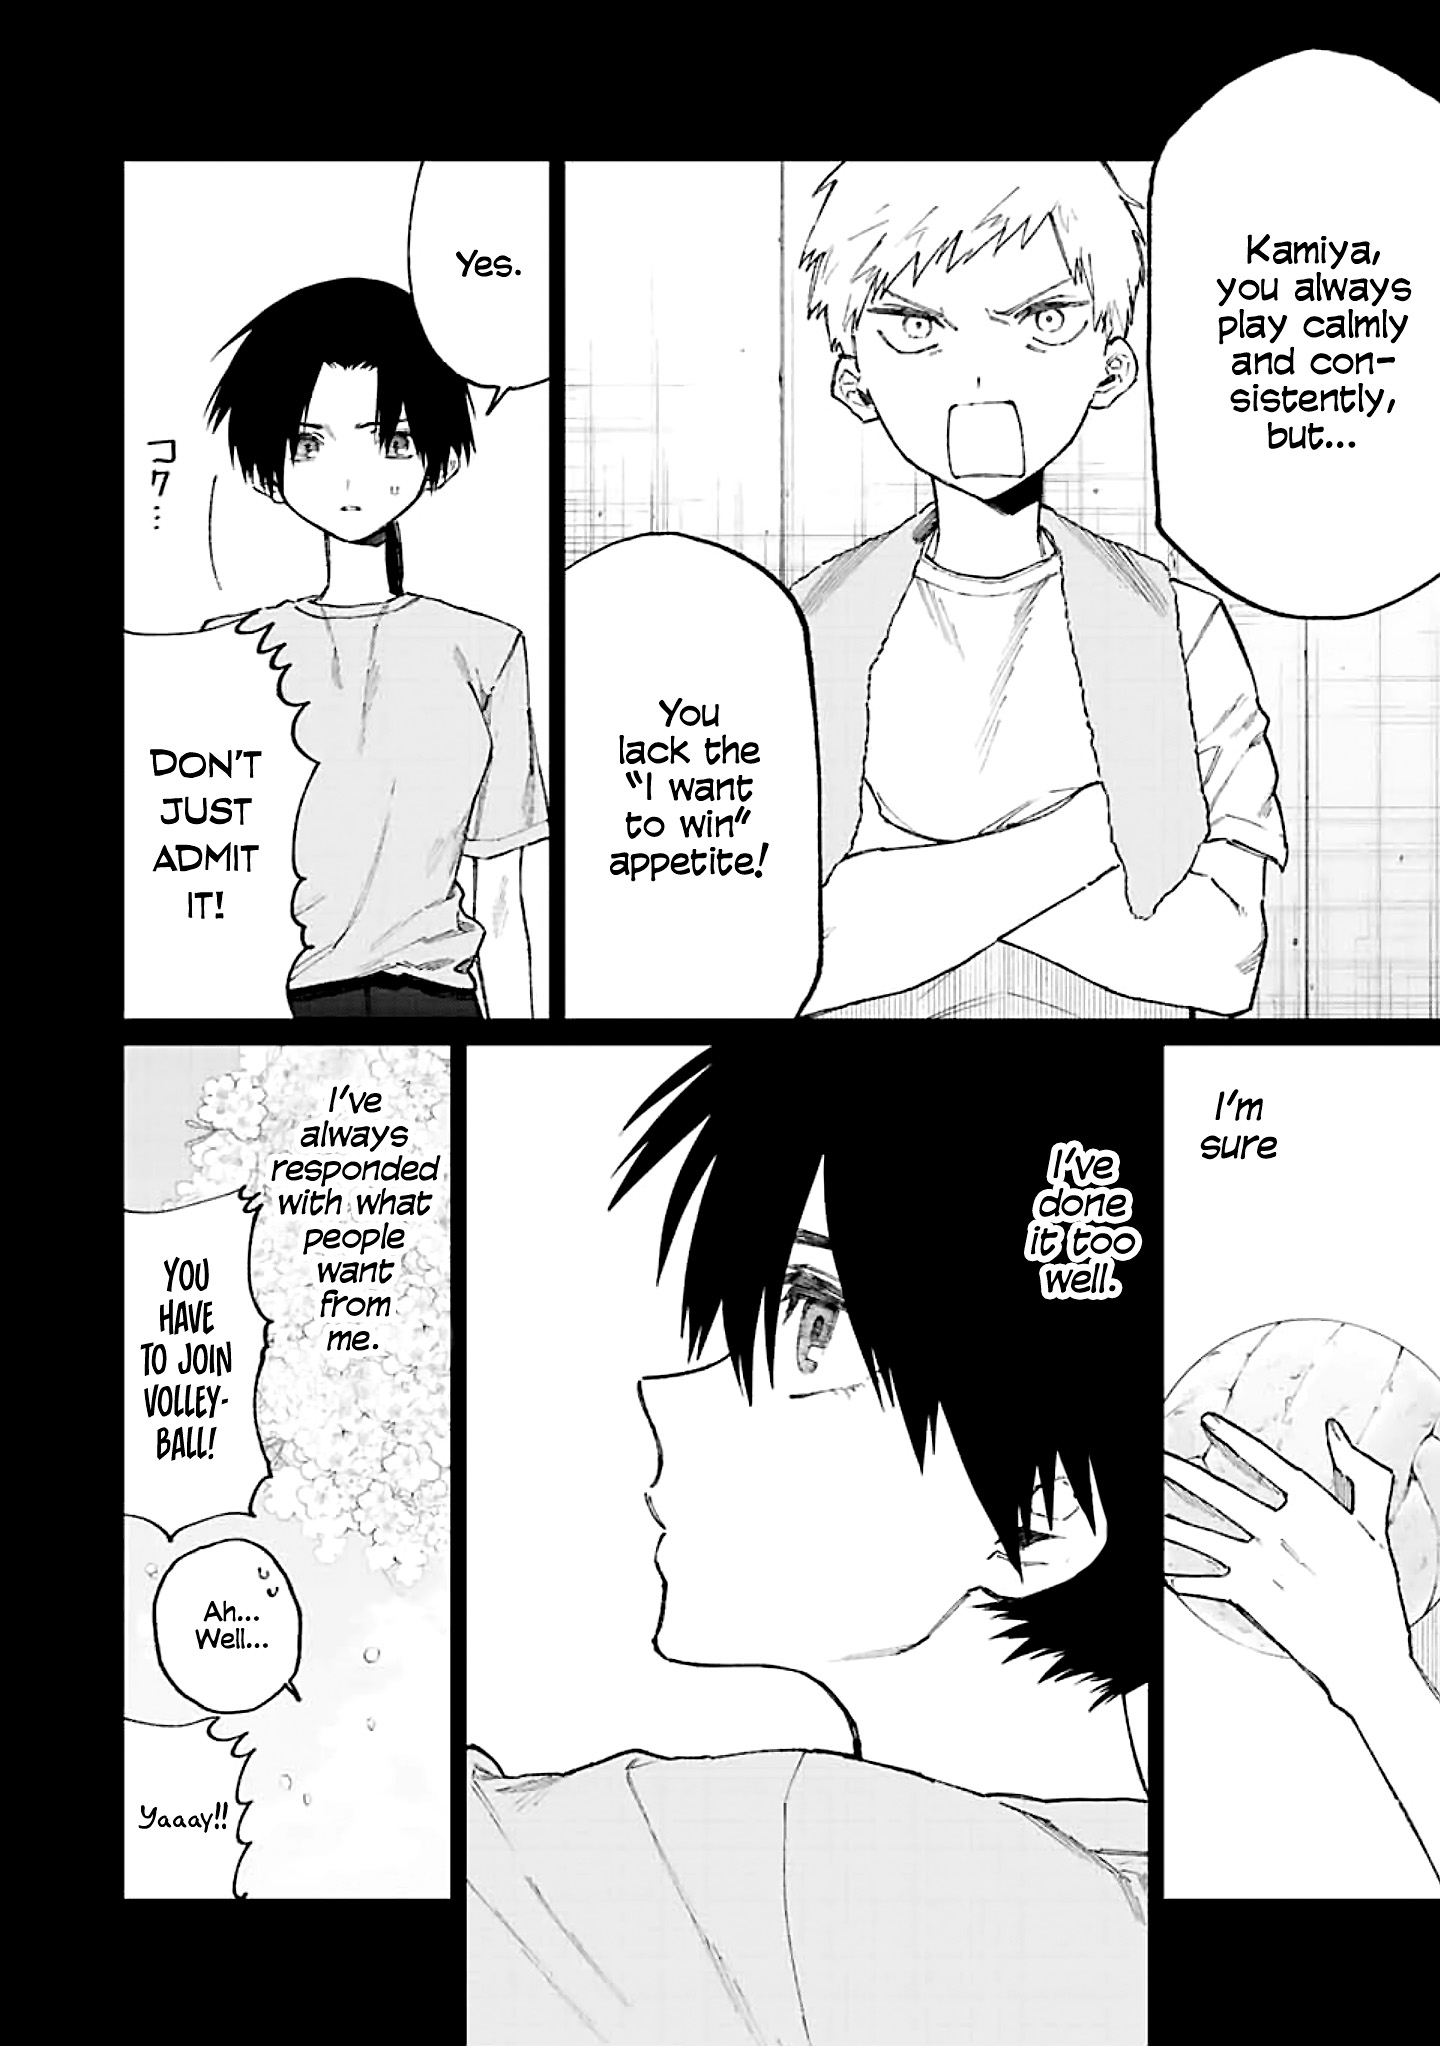 Kamiya,
you always
play calmly
and con-
sistently,
but...
You
lack the
"I want
to win"
appetite!
Yes.
コク…
DON'T
JUST
ADMIT
IT!
I'm
sure
I've
done
it too
well.
I've
always
responded
with what
people
want
from
me.
YOU
HAVE
TO JOIN
VOLLEY-
BALL!
Ah...
Well...
Yaaay!!